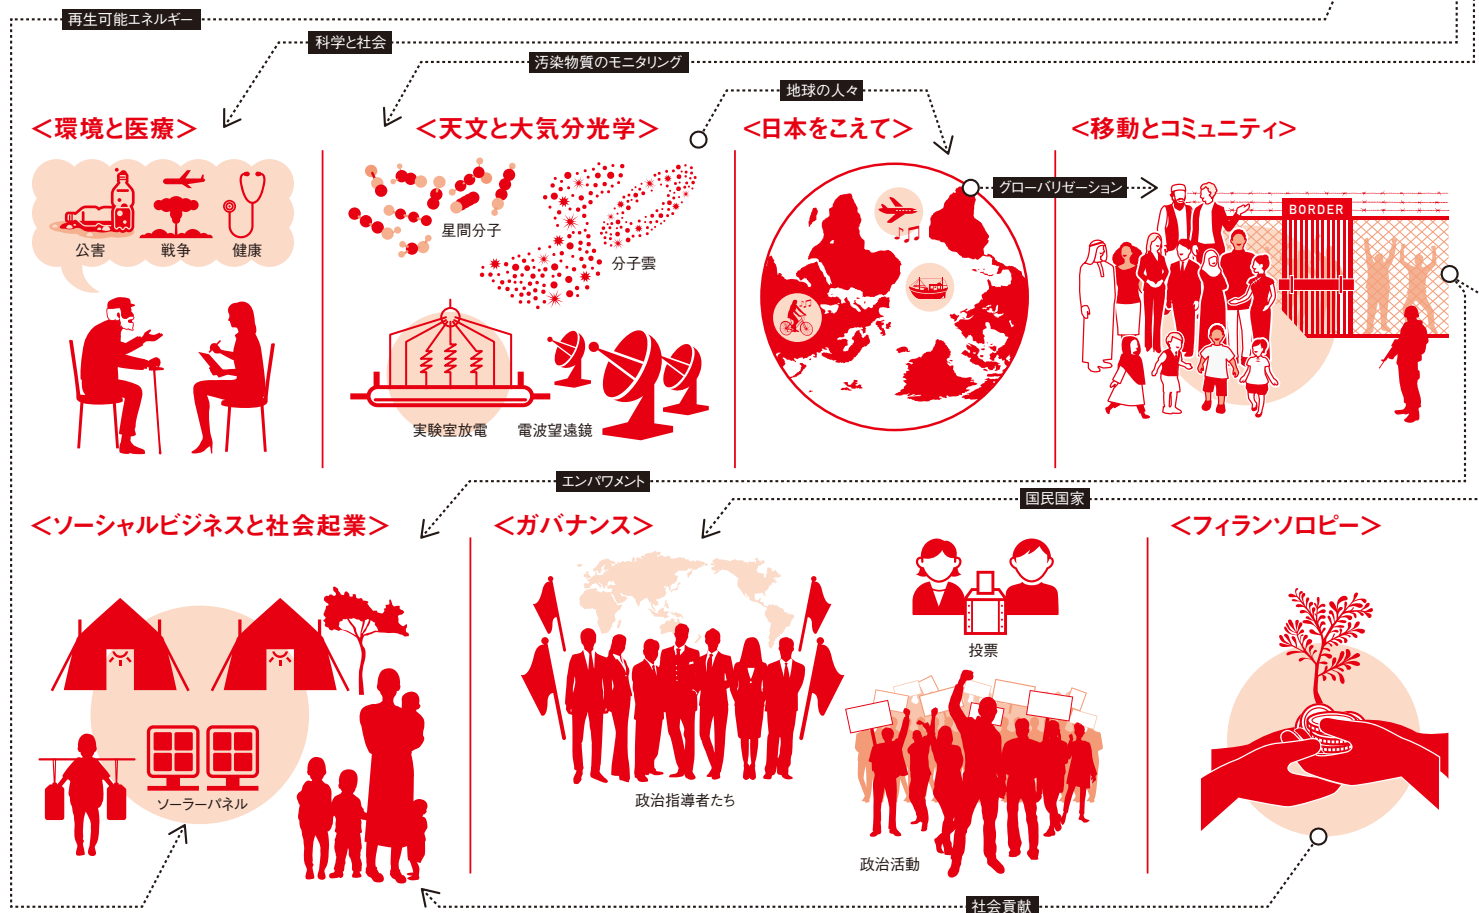 再生可能エネルギー
科学と社会
汚染物質のモニタリング
地球の人々
＜環境と医療＞
＜天文と大気分光学＞
＜日本をこえて＞
＜移動とコミュニティ＞
公害
戦争
健康
星間分子
分子雲
実験室放電
電波望遠鏡
グローバリゼーション
BORDER
エンパワメント
国民国家
＜ソーシャルビジネスと社会起業＞
＜ガバナンス＞
＜フィランソロピー＞
ソーラーパネル
政治指導者たち
投票
政治活動
社会貢献